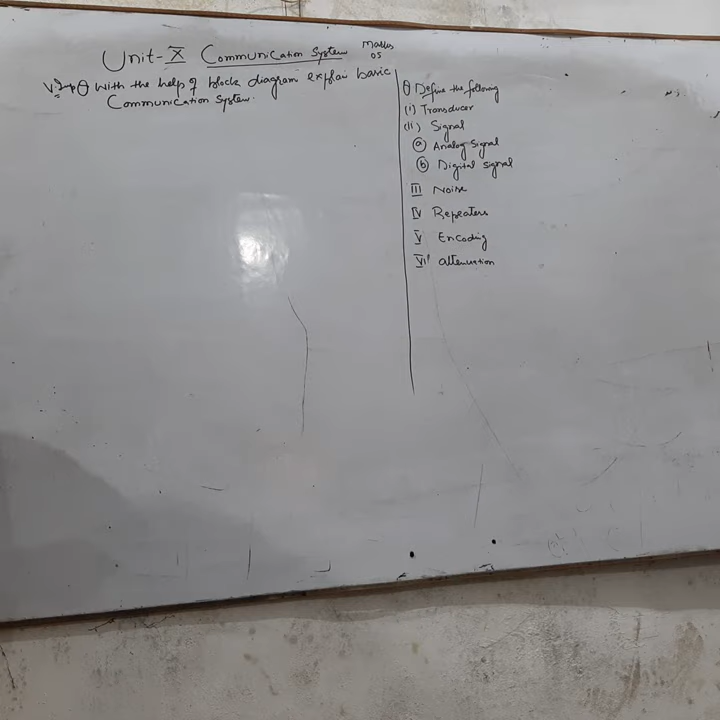 Unit-X Communication System Marks
05
Q With the help of block diagram explain basic
Communication System.
Q Define the following
(i) Transducer
(ii) Signal
(a) Analog Signal
(b) Digital Signal
III Noise
IV Repeaters
V Encoding
VI attenuation